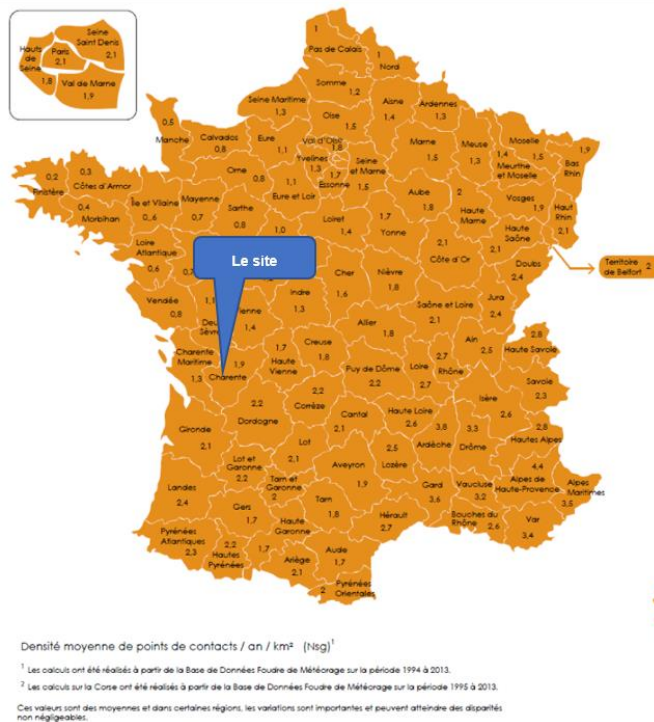 Seine
Saint Denis
2,1
Hauts
de
Seine
1,8
Paris
2,1
Val de Marne
1,9
1
Pas de Calais
1
Nord
Somme
1,2
Seine Maritime
1,3
Aisne
1,4
Ardennes
1,3
Oise
1,5
0,5
Manche
Calvados
0,8
Eure
1,1
Val d'Oise
1,8
Yvelines
1,3
1,7
Essonne
Seine et
Marne
1,5
Marne
1,5
Meuse
1,3
Moselle
1,5
1,4
Meurthe
et Moselle
1,9
Bas
Rhin
0,2
Finistère
0,3
Côtes d'Armor
0,4
Morbihan
Île et Vilaine
0,,6
Mayenne
0,7
Orne
0,8
Sarthe
0,8
1,1
Eure et Loir
1,0
Loiret
1,4
1,7
Yonne
Aube
1,8
2
Haute
Marne
Vosges
1,9
Haut
Rhin
2,1
Haute
Saône
2,1
Territoire
de Belfort
2
Loire
Atlantique
0,6
0,7
Le site
Cher
1,6
Nièvre
1,8
2,1
Côte d'Or
Doubs
2,4
Jura
2,4
Vendée
0,8
1,1
Deu
Sèvr
ienne
1,4
Indre
1,3
Allier
1,8
Saône et Loire
2,1
Ain
2,5
2,8
Haute Savoie
Charente
Maritime
1,3
1,9
Charente
1,7
Haute
Vienne
Creuse
1,8
Puy de Dôme
2,2
Loire
2,7
2,7
Rhône
Savoie
2,3
Isère
2,6
2,2
Dordogne
2,2
Corrèze
Cantal
2,1
Haute Loire
2,6
3,8
Ardèche
3,3
Drôme
2,8
Hautes Alpes
Gironde
2,1
Lot
2,1
Lot et
Garonne
2,2
Tarn et
Garonne
2
Aveyron
1,9
2,5
Lozère
Gard
3,6
Vaucluse
3,2
4,4
Alpes de
Haute-Provence
Alpes
Maritimes
3,5
Landes
2,4
Gers
1,7
Haute
Garonne
1,7
Tarn
1,8
Hérault
2,7
Bouches du
Rhône
2,6
Var
3,4
Pyrénées
Atlantiques
2,3
2,2
Hautes
Pyrénées
Ariège
2,1
Aude
1,7
2
Pyrénées
Orientales
Densité moyenne de points de contacts / an / km² (Nsg)¹
¹ Les calculs ont été réalisés à partir de la Base de Données Foudre de Météorage sur la période 1994 à 2013.
² Les calculs sur la Corse ont été réalisés à partir de la Base de Données Foudre de Météorage sur la période 1995 à 2013.
Ces valeurs sont des moyennes et dans certaines régions, les variations sont importantes et peuvent atteindre des disparités
non négligeables.